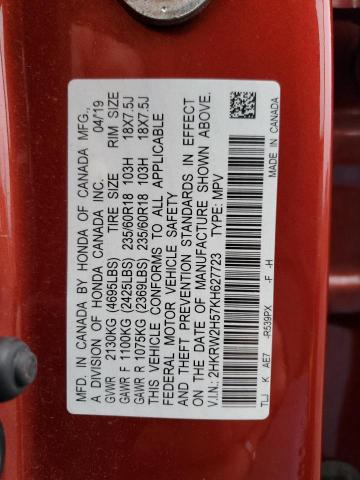 MFD. IN CANADA BY HONDA OF CANADA MFG.,
A DIVISION OF HONDA CANADA INC. 04/19
GVWR 2130KG (4695LBS) TIRE SIZE RIM SIZE
GAWR F 1100KG (2425LBS) 235/60R18 103H 18X7.5J
GAWR R 1075KG (2369LBS) 235/60R18 103H 18X7.5J
THIS VEHICLE CONFORMS TO ALL APPLICABLE
FEDERAL MOTOR VEHICLE SAFETY
AND THEFT PREVENTION STANDARDS IN EFFECT
ON THE DATE OF MANUFACTURE SHOWN ABOVE.
V.I.N.: 2HKRW2H57KH627723 TYPE: MPV
TLJ K AE7 -R539PX -F -H
MADE IN CANADA